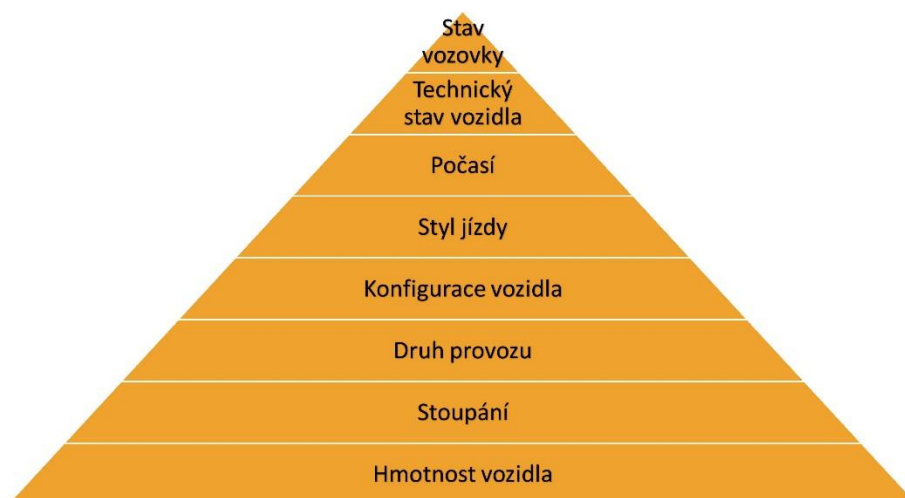 Stav
vozovky
Technický
stav vozidla
Počasí
Styl jízdy
Konfigurace vozidla
Druh provozu
Stoupání
Hmotnost vozidla